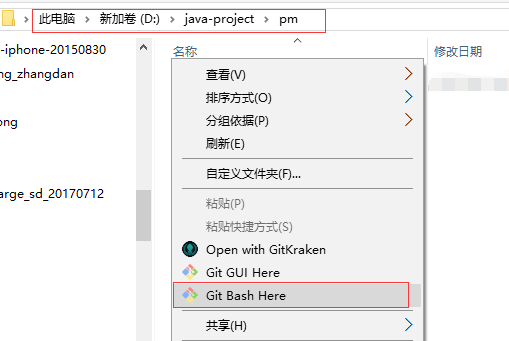 此电脑 > 新加卷 (D:) > java-project > pm
名称
修改日期
-iphone-20150830
ng_zhangdan
ong
arge_sd_20170712
查看(V)
排序方式(O)
分组依据(P)
刷新(E)
自定义文件夹(F)...
粘贴(P)
粘贴快捷方式(S)
Open with GitKraken
Git GUI Here
Git Bash Here
共享(H)